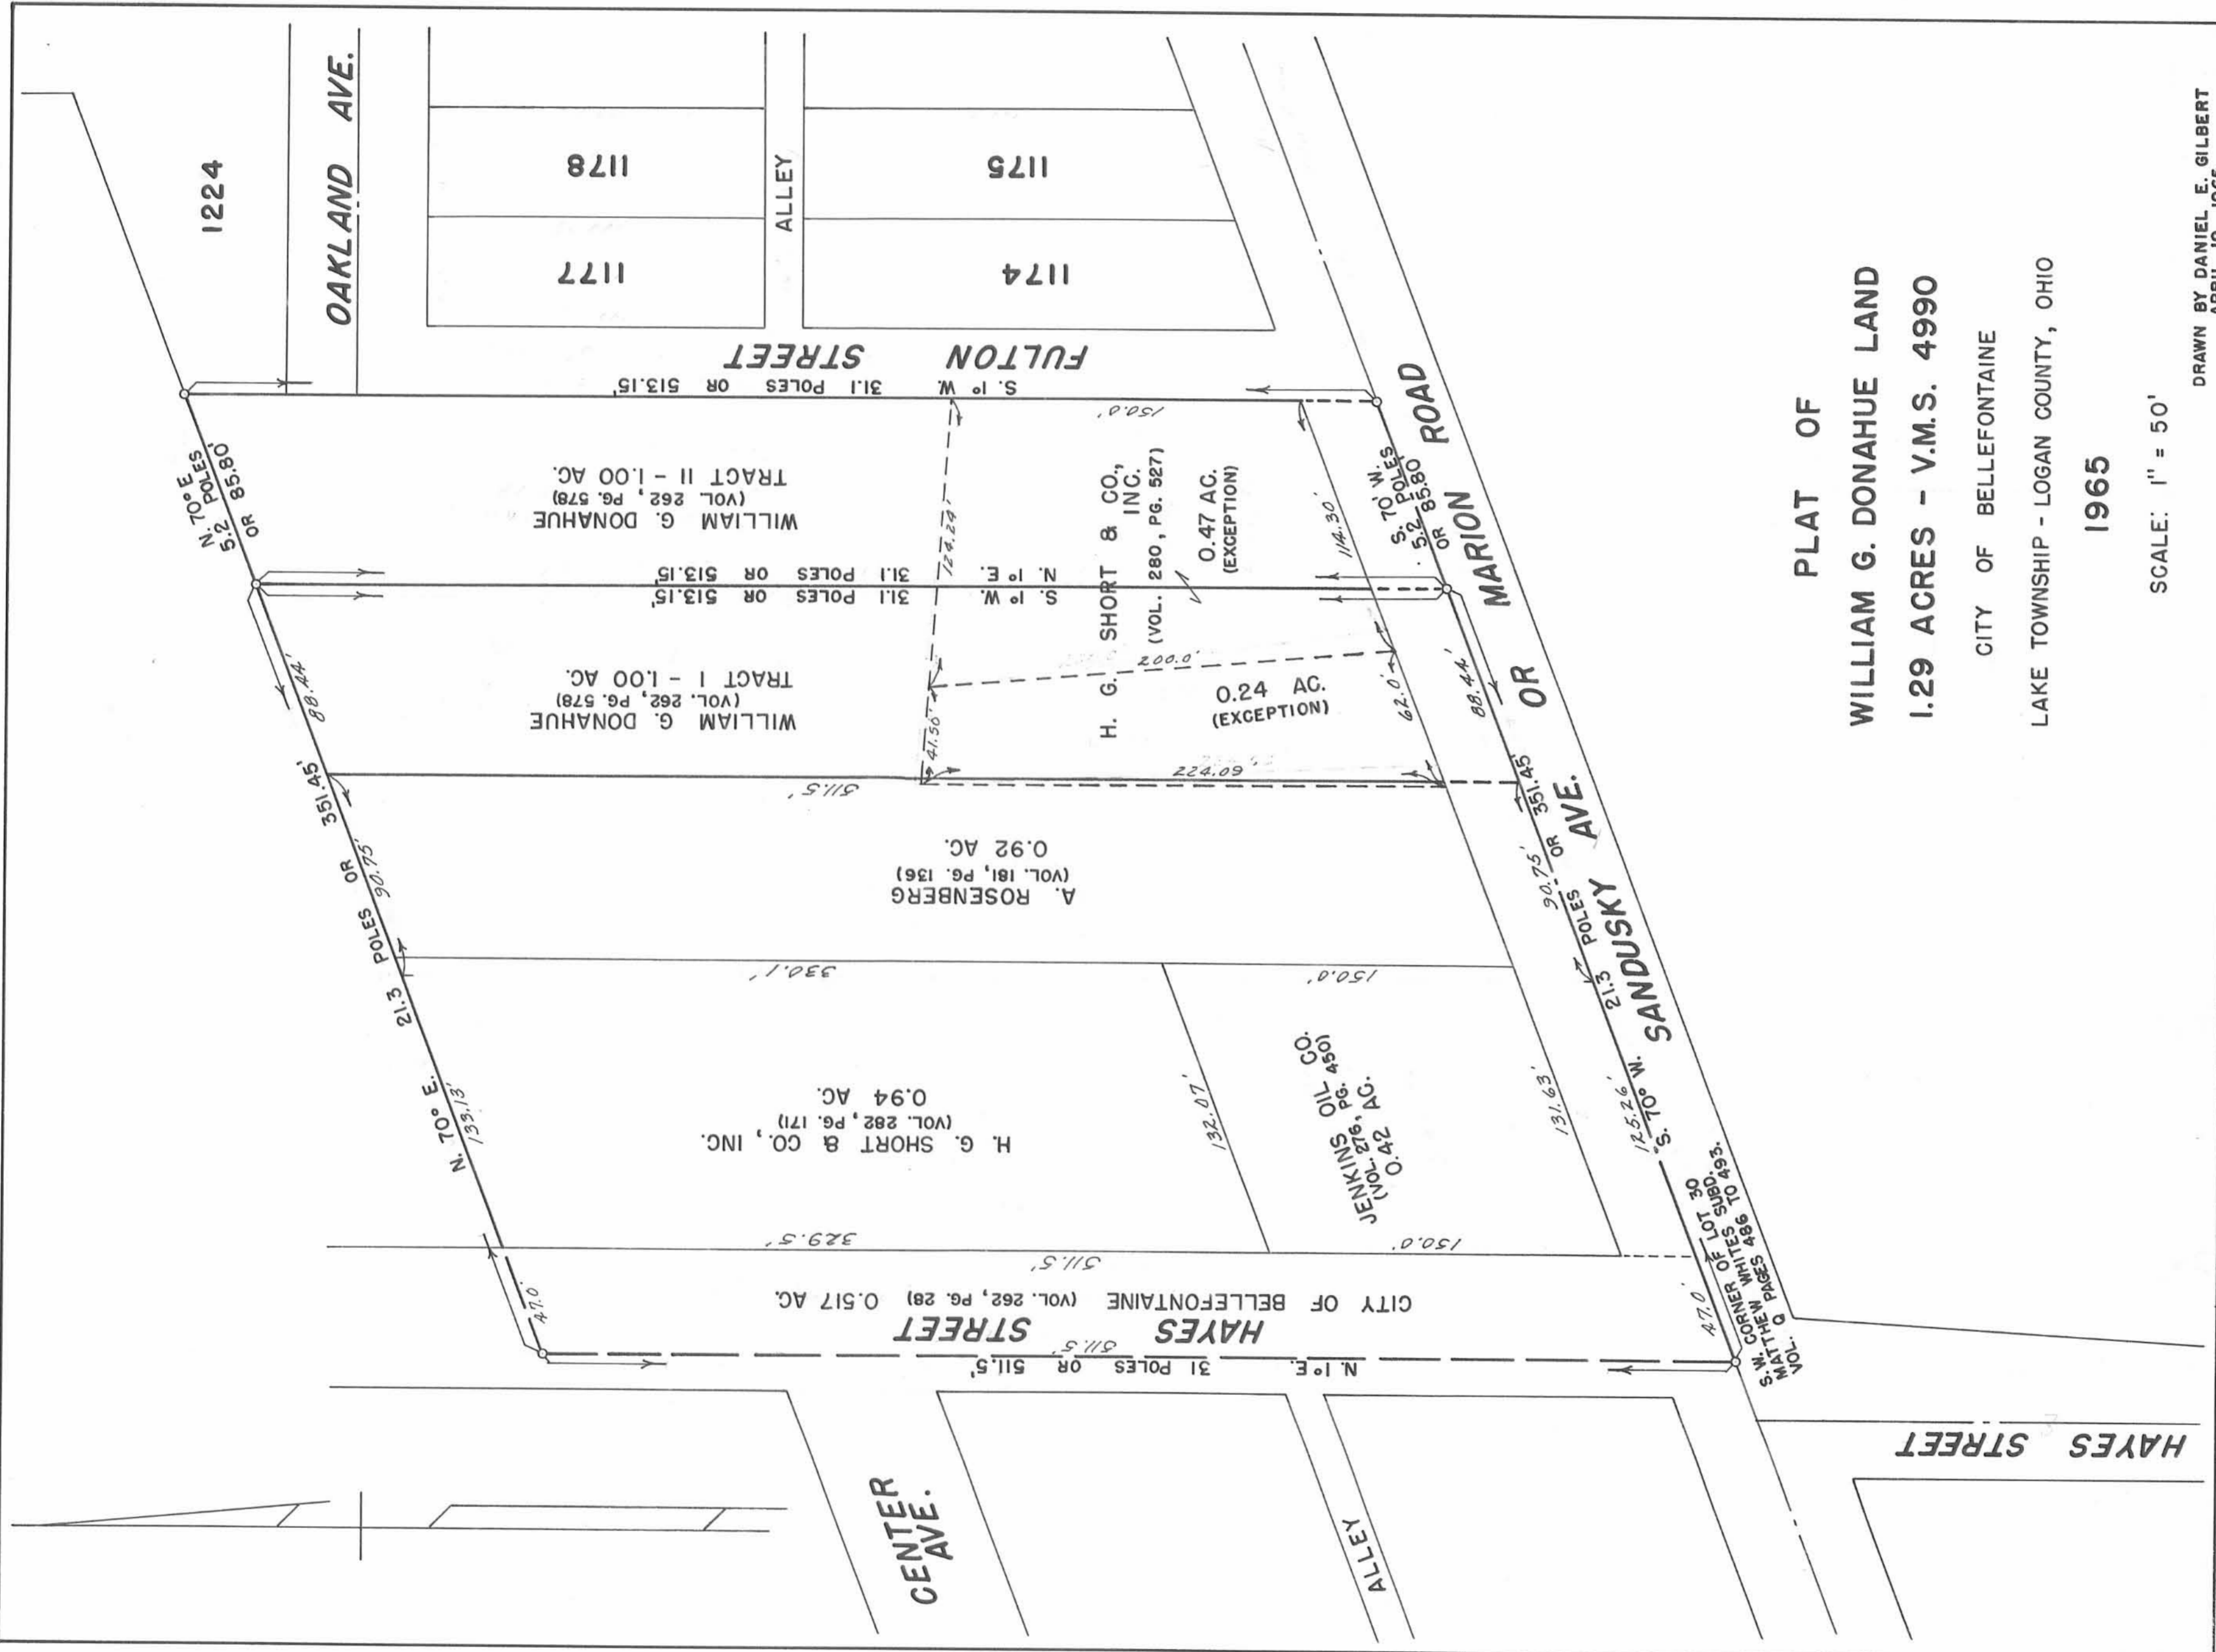 1224
OAKLAND AVE.
1178
1177
ALLEY
1175
1174
FULTON STREET
S. 1° W. 31.1 POLES OR 513.15'
N. 70° E.
5.2 POLES
OR 85.80'
WILLIAM G. DONAHUE
(VOL. 262, PG. 578)
TRACT II - 1.00 AC.
150.0'
124.24'
H. G. SHORT & CO.,
INC.
(VOL. 280, PG. 527)
0.47 AC.
(EXCEPTION)
114.30'
S. 70° W.
5.2 POLES
OR 85.80
N. 1° E. 31.1 POLES OR 513.15'
S. 1° W. 31.1 POLES OR 513.15'
88.44'
WILLIAM G. DONAHUE
(VOL. 262, PG. 578)
TRACT I - 1.00 AC.
41.50'
200.0'
0.24 AC.
(EXCEPTION)
62.0'
88.44'
224.09
511.5'
N. 70° E. 21.3 POLES OR 351.45'
90.75'
A. ROSENBERG
(VOL. 181, PG. 136)
0.92 AC.
90.75'
S. 70° W. 21.3 POLES OR 351.45'
SANDUSKY AVE. OR MARION ROAD
330.1'
150.0'
133.13'
H. G. SHORT & CO., INC.
(VOL. 282, PG. 171)
0.94 AC.
132.07'
JENKINS OIL CO.
(VOL. 276, PG. 450)
0.42 AC.
131.63'
125.26'
329.5'
150.0'
511.5'
47.0'
CITY OF BELLEFONTAINE (VOL. 262, PG. 28) 0.517 AC.
HAYES STREET
511.5'
N. 1° E. 31 POLES OR 511.5'
47.0'
S. W. CORNER OF LOT 30
MATTHEW WHITES SUBD.
VOL. Q PAGES 486 TO 493.
CENTER
AVE.
ALLEY
HAYES STREET
PLAT OF
WILLIAM G. DONAHUE LAND
1.29 ACRES - V.M.S. 4990
CITY OF BELLEFONTAINE
LAKE TOWNSHIP - LOGAN COUNTY, OHIO
1965
SCALE: 1" = 50'
DRAWN BY DANIEL E. GILBERT